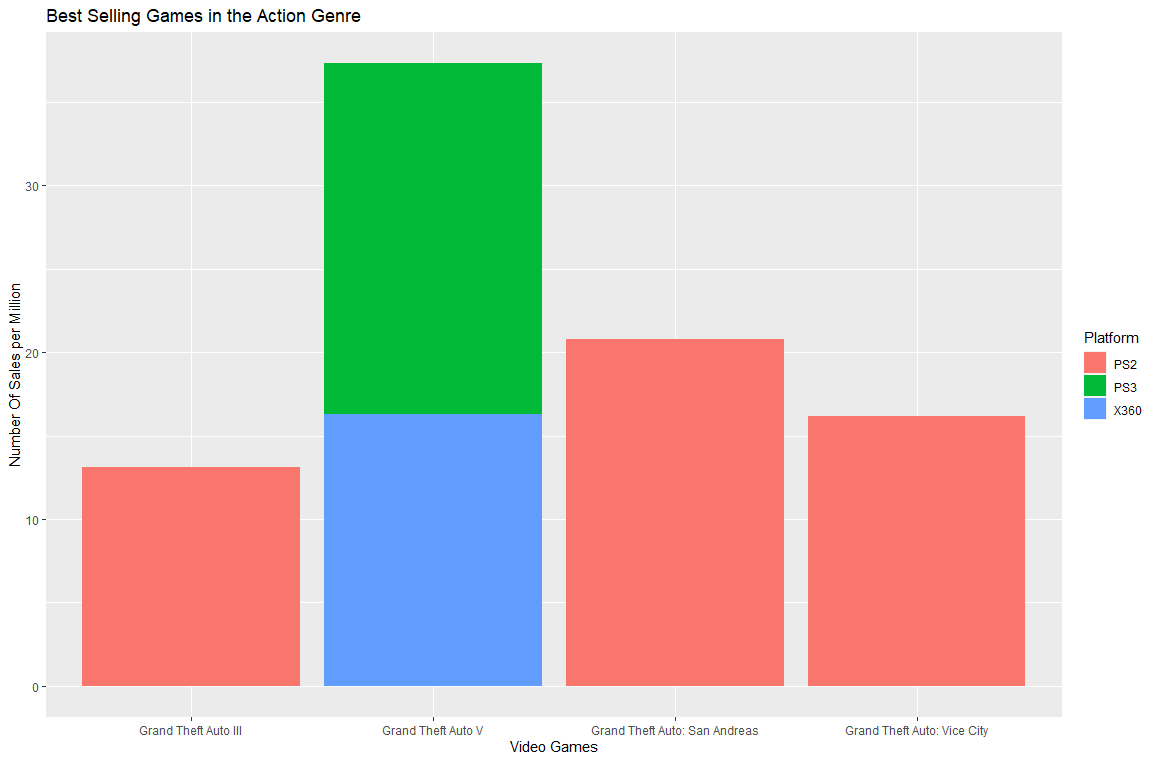 Best Selling Games in the Action Genre
Number Of Sales per Million
30
20
10
0
Grand Theft Auto III
Grand Theft Auto V
Grand Theft Auto: San Andreas
Grand Theft Auto: Vice City
Video Games
Platform
PS2
PS3
X360